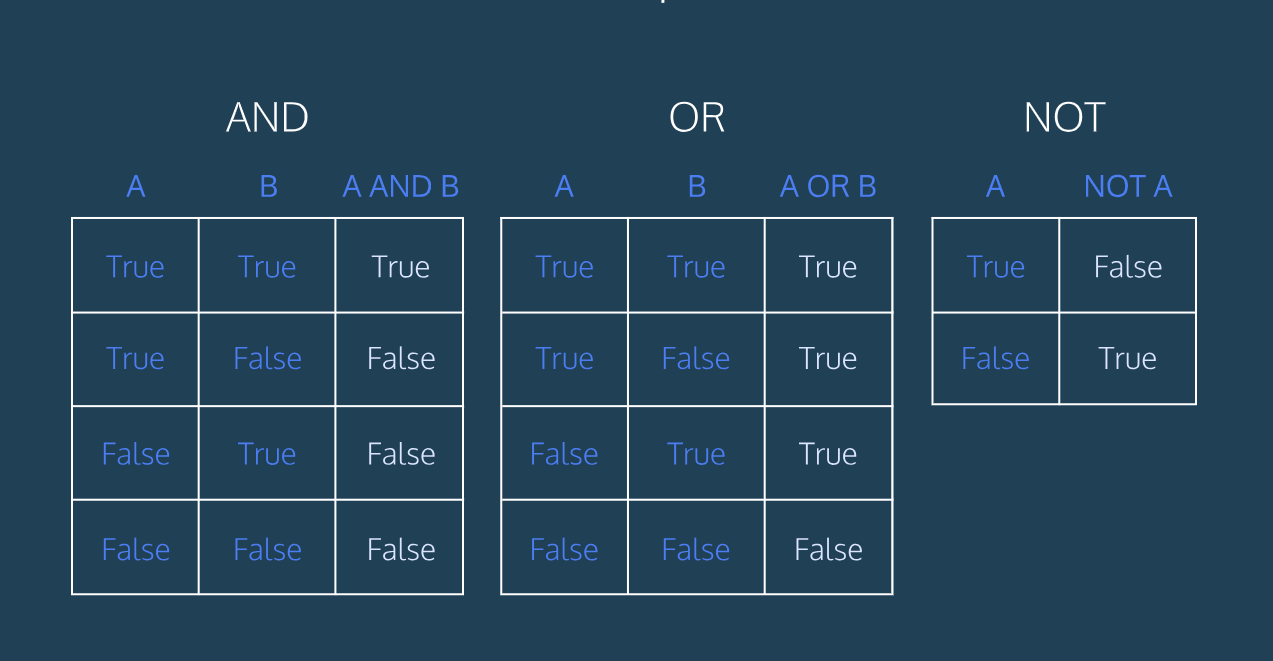 AND OR NOT
A B A AND B A B A OR B A NOT A
True True True True True True True False
True False False True False True False True
False True False False True True
False False False False False False